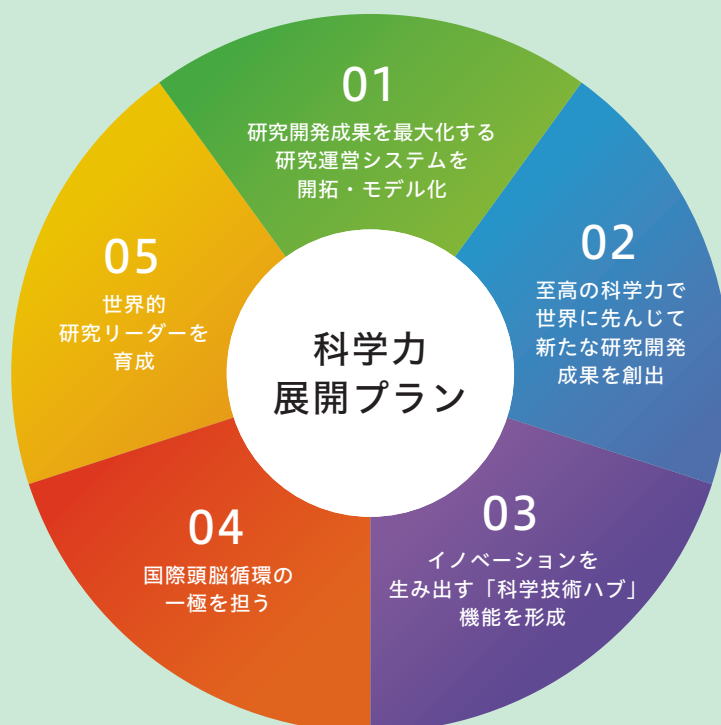 01
研究開発成果を最大化する
研究運営システムを
開拓・モデル化
02
至高の科学力で
世界に先んじて
新たな研究開発
成果を創出
03
イノベーションを
生み出す「科学技術ハブ」
機能を形成
04
国際頭脳循環の
一極を担う
05
世界的
研究リーダーを
育成
科学力
展開プラン